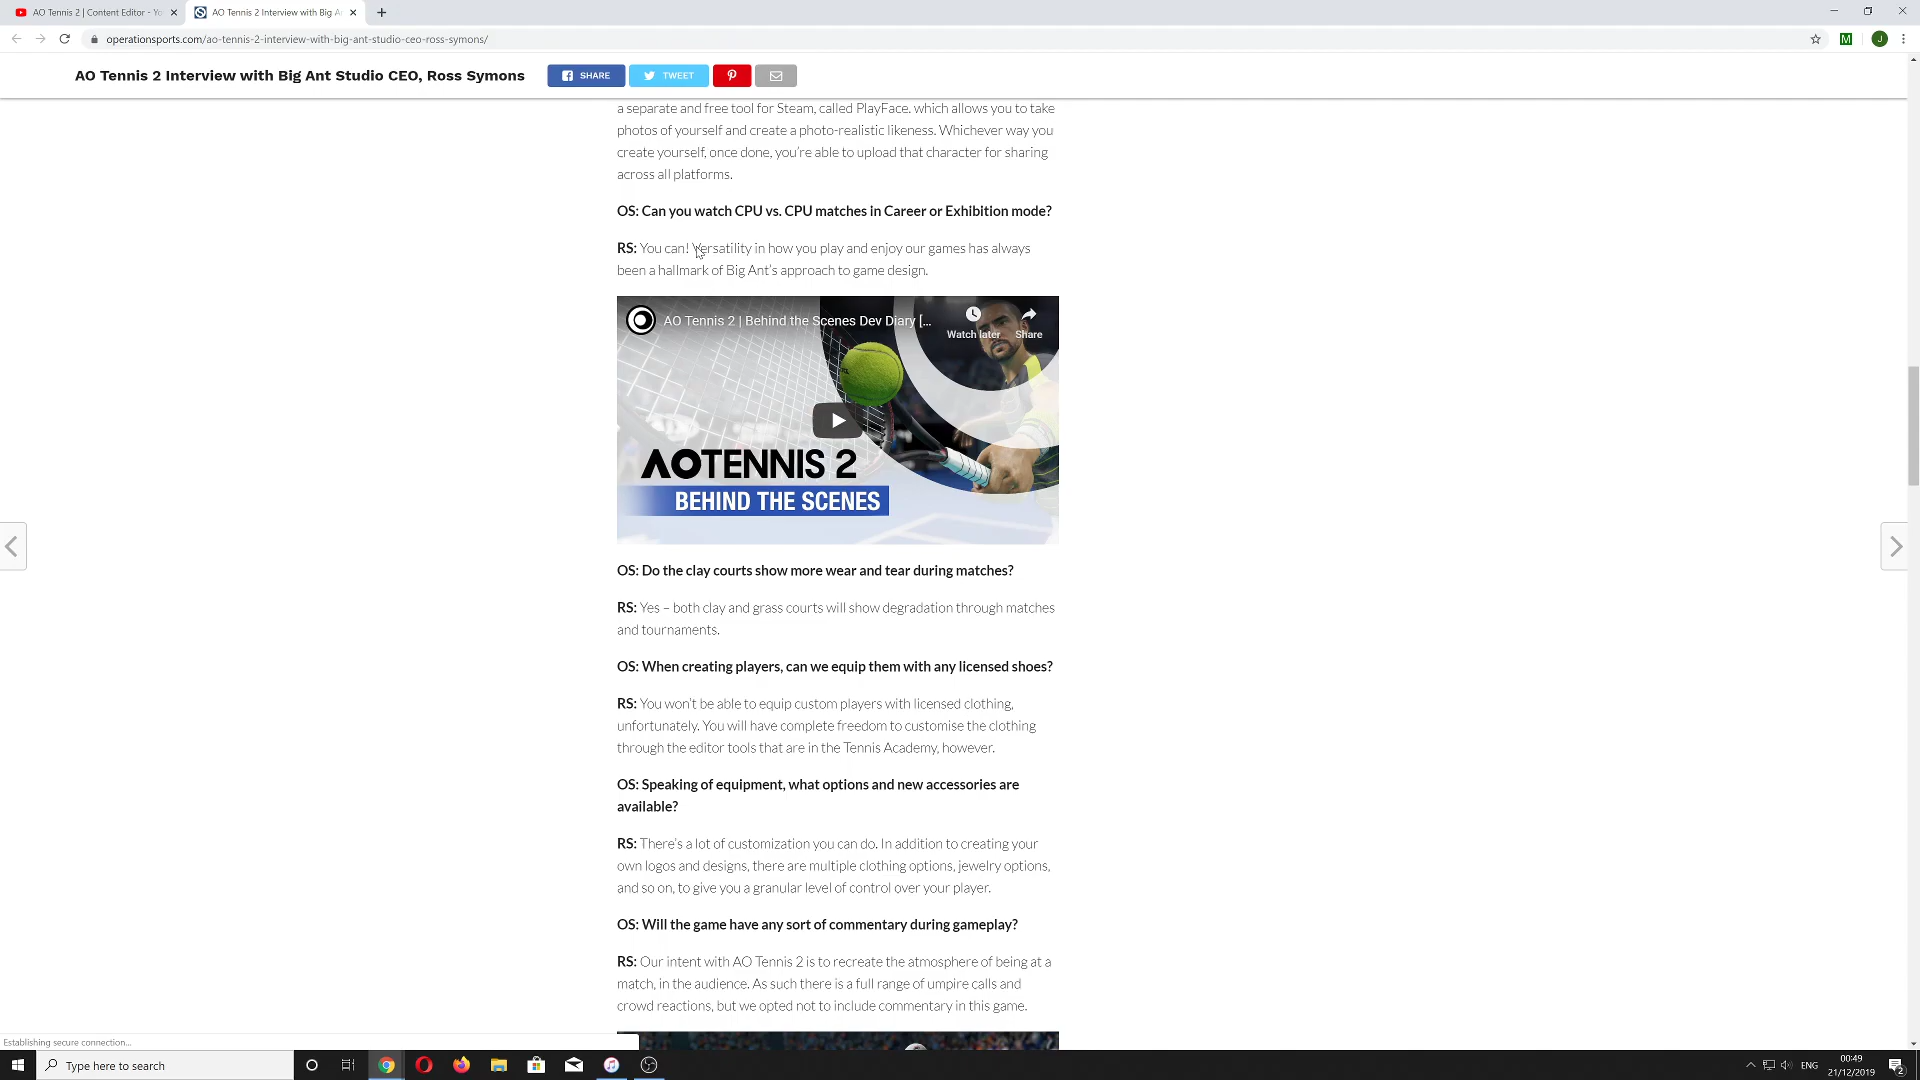 AO Tennis 2 | Content Editor - Yo
AO Tennis 2 Interview with Big A
operationsports.com/ao-tennis-2-interview-with-big-ant-studio-ceo-ross-symons/
M
J
AO Tennis 2 Interview with Big Ant Studio CEO, Ross Symons
SHARE
TWEET
a separate and free tool for Steam, called PlayFace. which allows you to take
photos of yourself and create a photo-realistic likeness. Whichever way you
create yourself, once done, you're able to upload that character for sharing
across all platforms.
OS: Can you watch CPU vs. CPU matches in Career or Exhibition mode?
RS: You can! Versatility in how you play and enjoy our games has always
been a hallmark of Big Ant's approach to game design.
AO Tennis 2 | Behind the Scenes Dev Diary [...
Watch later
Share
AOTENNIS 2
BEHIND THE SCENES
OS: Do the clay courts show more wear and tear during matches?
RS: Yes – both clay and grass courts will show degradation through matches
and tournaments.
OS: When creating players, can we equip them with any licensed shoes?
RS: You won't be able to equip custom players with licensed clothing,
unfortunately. You will have complete freedom to customise the clothing
through the editor tools that are in the Tennis Academy, however.
OS: Speaking of equipment, what options and new accessories are
available?
RS: There's a lot of customization you can do. In addition to creating your
own logos and designs, there are multiple clothing options, jewelry options,
and so on, to give you a granular level of control over your player.
OS: Will the game have any sort of commentary during gameplay?
RS: Our intent with AO Tennis 2 is to recreate the atmosphere of being at a
match, in the audience. As such there is a full range of umpire calls and
crowd reactions, but we opted not to include commentary in this game.
Establishing secure connection...
Type here to search
ENG
00:49
21/12/2019
2